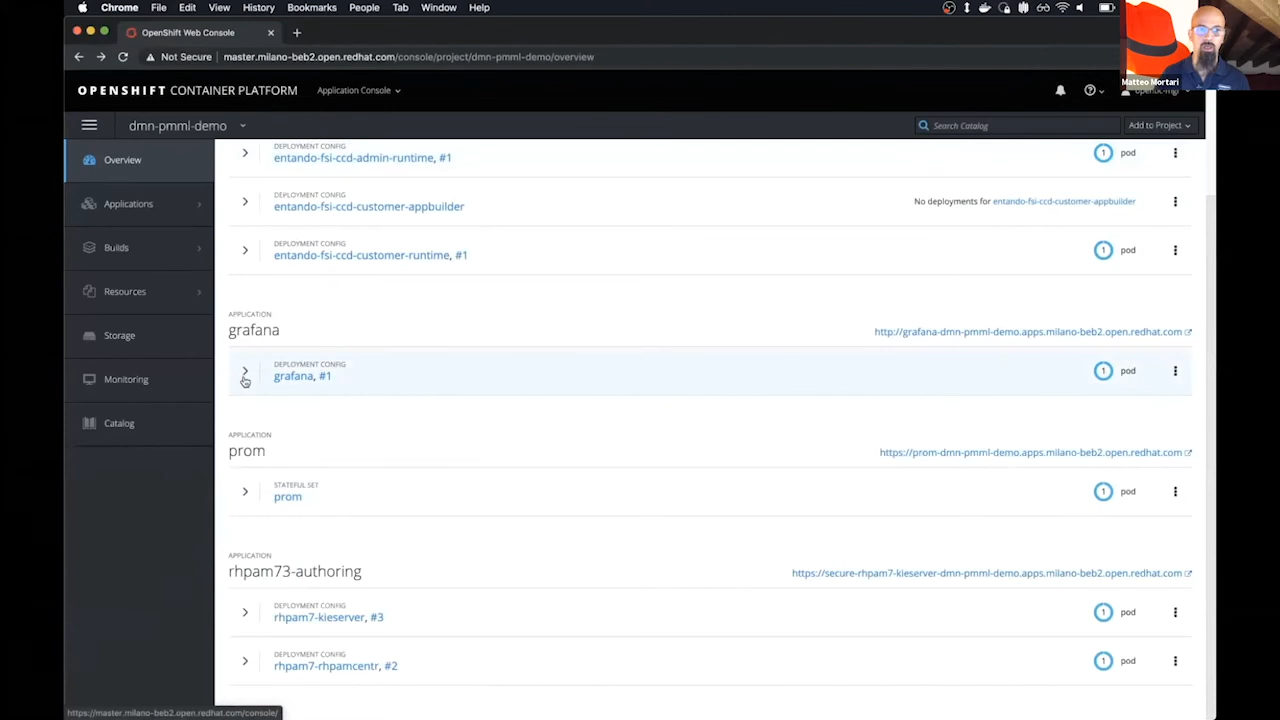 Chrome File Edit View History Bookmarks People Tab Window Help
OpenShift Web Console
Not Secure master.milano-beb2.open.redhat.com/console/project/dmn-pmml-demo/overview
Matteo Mortari
OPENSHIFT CONTAINER PLATFORM Application Console
dmn-pmml-demo Search Catalog Add to Project
Overview
Applications
Builds
Resources
Storage
Monitoring
Catalog
DEPLOYMENT CONFIG
entando-fsi-ccd-admin-runtime, #1 1 pod
DEPLOYMENT CONFIG
entando-fsi-ccd-customer-appbuilder No deployments for entando-fsi-ccd-customer-appbuilder
DEPLOYMENT CONFIG
entando-fsi-ccd-customer-runtime, #1 1 pod
APPLICATION
grafana http://grafana-dmn-pmml-demo.apps.milano-beb2.open.redhat.com
DEPLOYMENT CONFIG
grafana, #1 1 pod
APPLICATION
prom https://prom-dmn-pmml-demo.apps.milano-beb2.open.redhat.com
STATEFUL SET
prom 1 pod
APPLICATION
rhpam73-authoring https://secure-rhpam7-kieserver-dmn-pmml-demo.apps.milano-beb2.open.redhat.com
DEPLOYMENT CONFIG
rhpam7-kieserver, #3 1 pod
DEPLOYMENT CONFIG
rhpam7-rhpamcentr, #2 1 pod
https://master.milano-beb2.open.redhat.com/console/